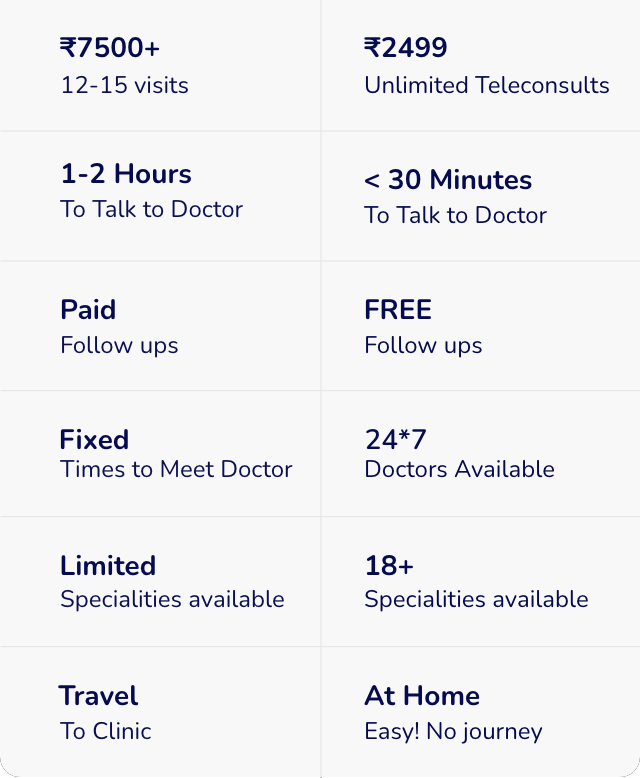 ₹7500+
12-15 visits
₹2499
Unlimited Teleconsults
1-2 Hours
To Talk to Doctor
< 30 Minutes
To Talk to Doctor
Paid
Follow ups
FREE
Follow ups
Fixed
Times to Meet Doctor
24*7
Doctors Available
Limited
Specialities available
18+
Specialities available
Travel
To Clinic
At Home
Easy! No journey